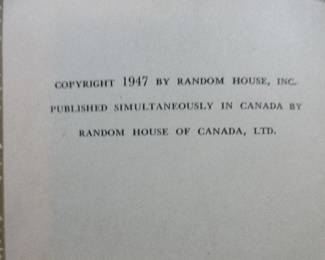 COPYRIGHT 1947 BY RANDOM HOUSE, INC.
PUBLISHED SIMULTANEOUSLY IN CANADA BY
RANDOM HOUSE OF CANADA, LTD.